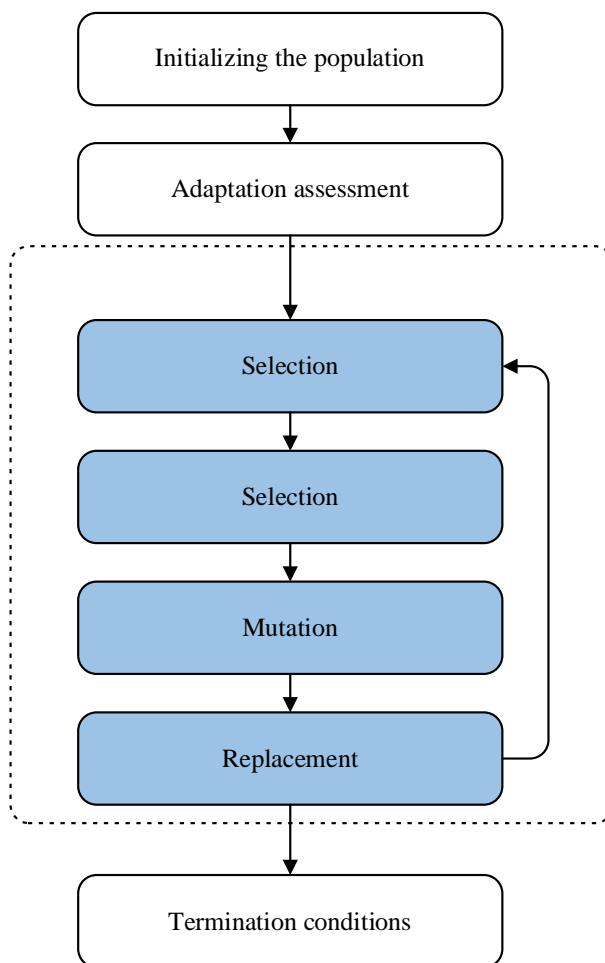 Initializing the population
Adaptation assessment
Selection
Selection
Mutation
Replacement
Termination conditions